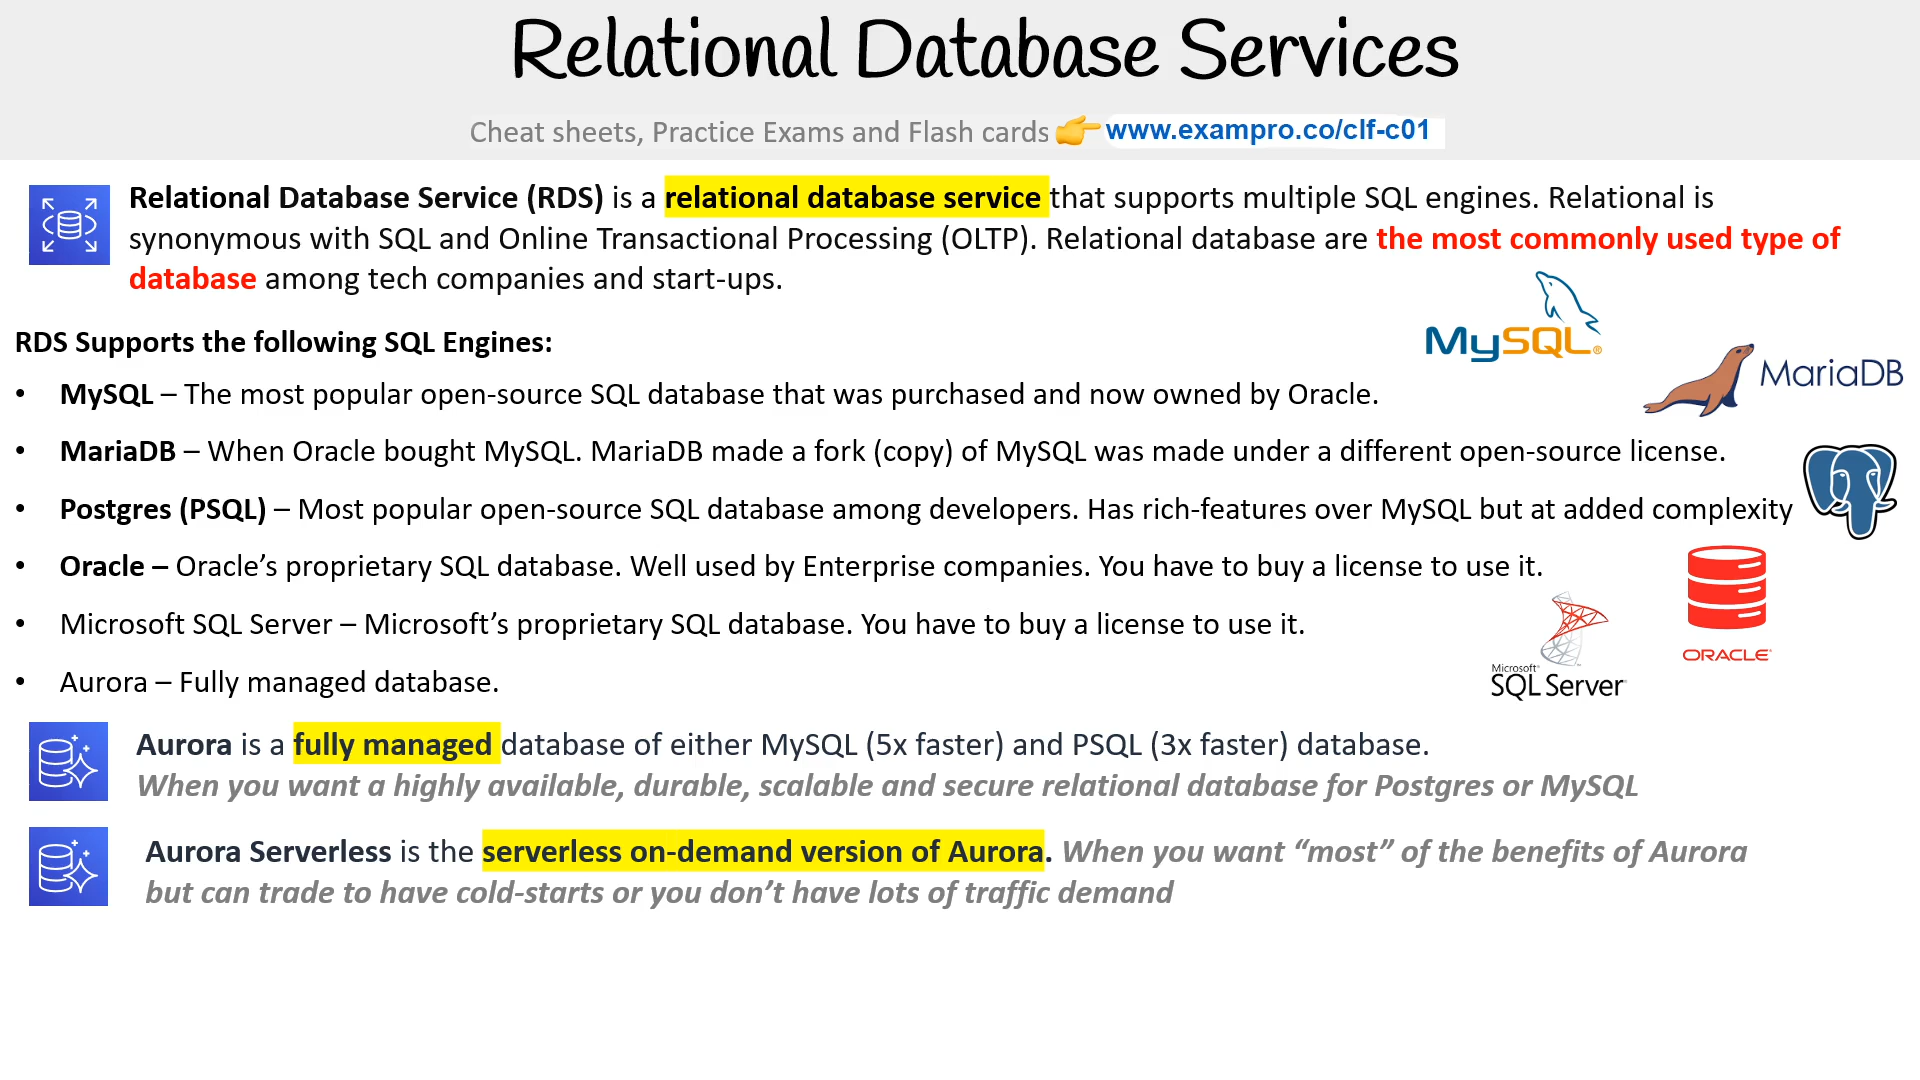 Relational Database Services
Cheat sheets, Practice Exams and Flash cards 👉 www.exampro.co/clf-c01
Relational Database Service (RDS) is a relational database service that supports multiple SQL engines. Relational is
synonymous with SQL and Online Transactional Processing (OLTP). Relational database are the most commonly used type of
database among tech companies and start-ups.
RDS Supports the following SQL Engines:
• MySQL – The most popular open-source SQL database that was purchased and now owned by Oracle.
• MariaDB – When Oracle bought MySQL. MariaDB made a fork (copy) of MySQL was made under a different open-source license.
• Postgres (PSQL) – Most popular open-source SQL database among developers. Has rich-features over MySQL but at added complexity
• Oracle – Oracle’s proprietary SQL database. Well used by Enterprise companies. You have to buy a license to use it.
• Microsoft SQL Server – Microsoft’s proprietary SQL database. You have to buy a license to use it.
• Aurora – Fully managed database.
MySQL®
MariaDB
ORACLE®
Microsoft®
SQL Server
Aurora is a fully managed database of either MySQL (5x faster) and PSQL (3x faster) database.
When you want a highly available, durable, scalable and secure relational database for Postgres or MySQL
Aurora Serverless is the serverless on-demand version of Aurora. When you want “most” of the benefits of Aurora
but can trade to have cold-starts or you don’t have lots of traffic demand